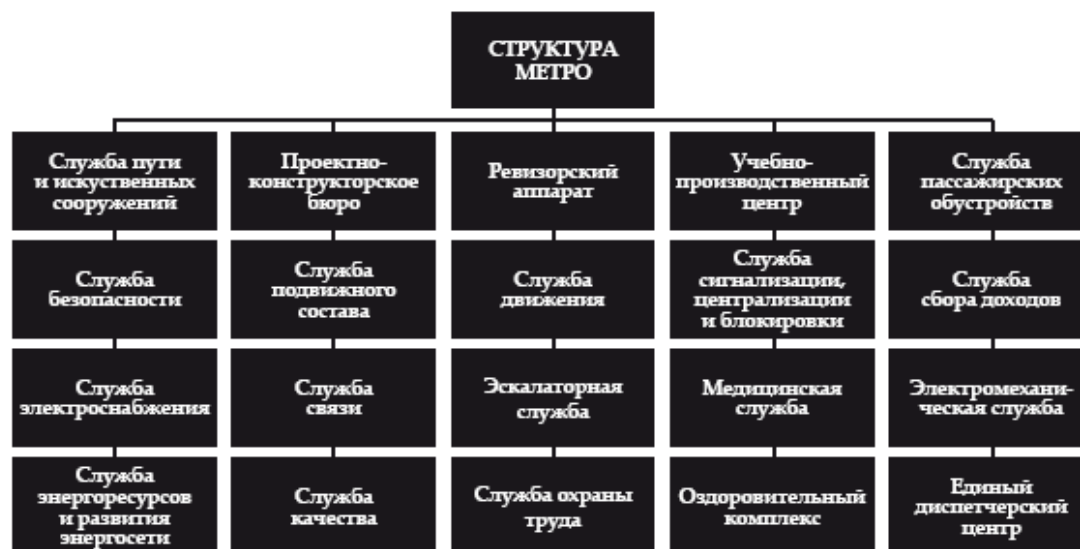 СТРУКТУРА
МЕТРО
Служба пути
и искуственных
сооружений
Проектно-
конструкторское
бюро
Ревизорский
аппарат
Учебно-
производственный
центр
Служба
пассажирских
обустройств
Служба
безопасности
Служба
подвижного
состава
Служба
движения
Служба
сигнализации,
централизации
и блокировки
Служба
сбора доходов
Служба
электроснабжения
Служба
связи
Эскалаторная
служба
Медицинская
служба
Электромехани-
ческая служба
Служба
энергоресурсов
и развития
энергосети
Служба
качества
Служба охраны
труда
Оздоровительный
комплекс
Единый
диспетчерский
центр